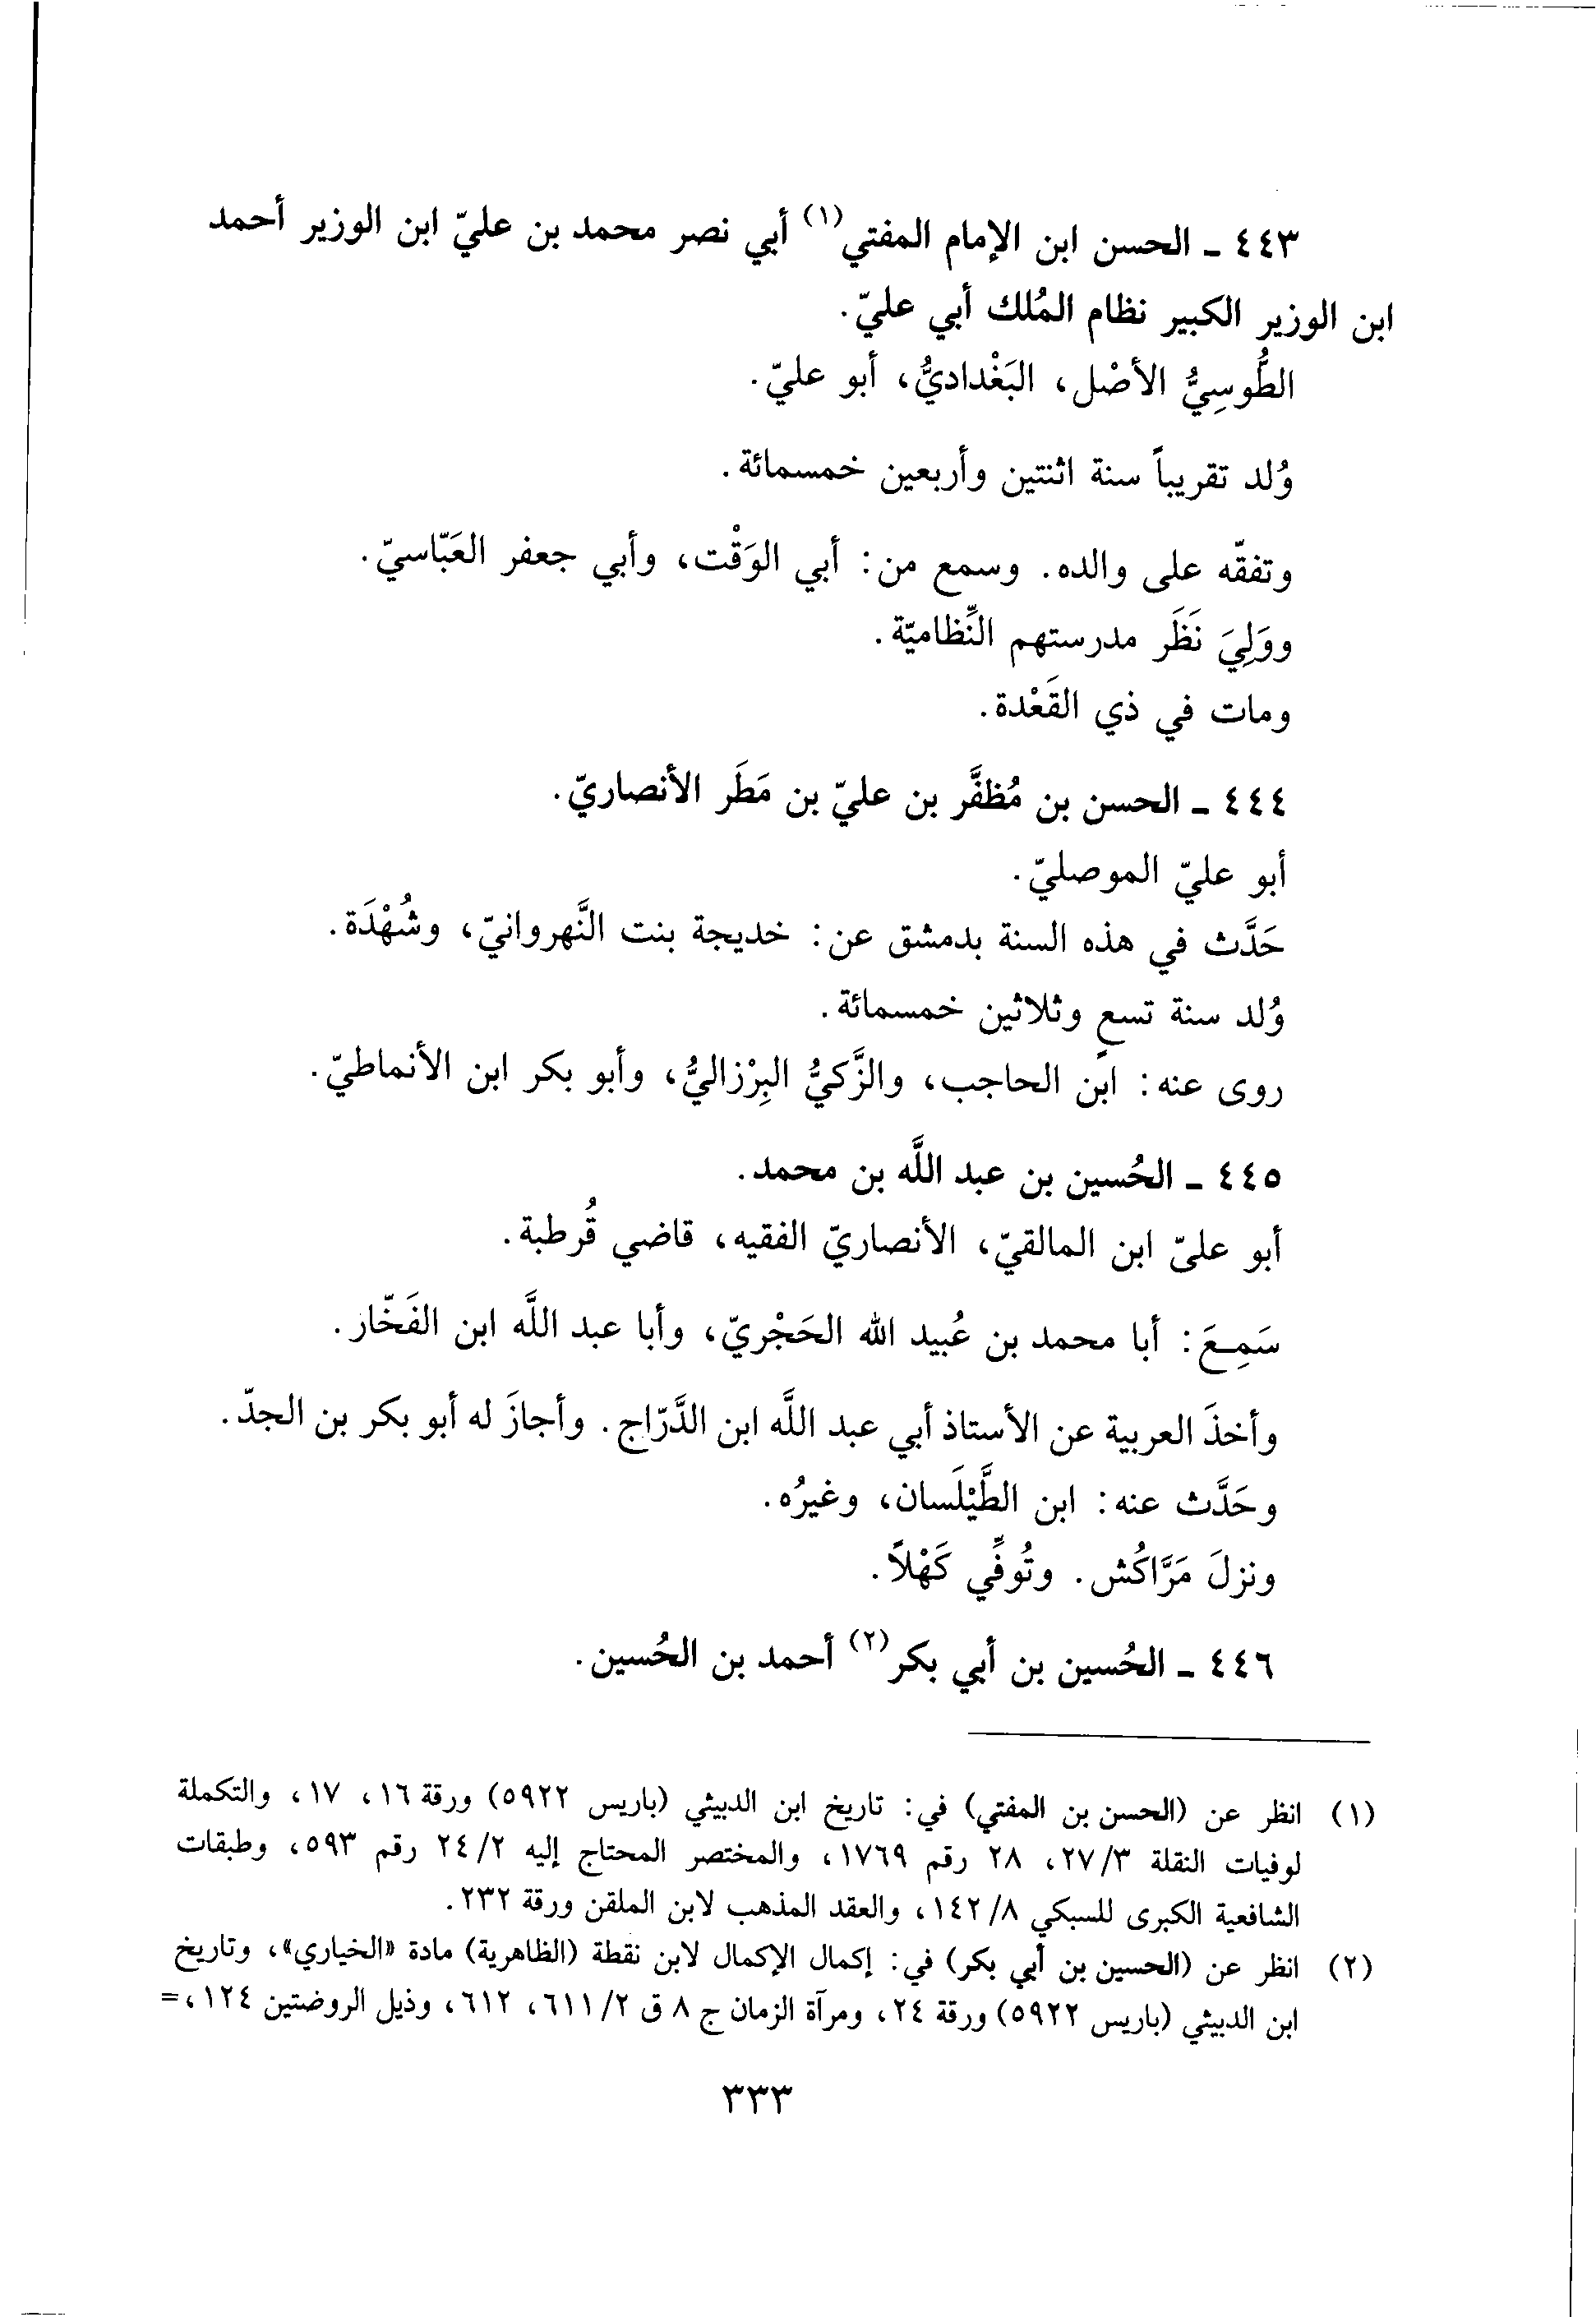 ٤٤٣ ـ الحسن ابن الإمام المفتي(١) أبي نصر محمد بن عليّ ابن الوزير أحمد
ابن الوزير الكبير نظام المُلك أبي عليّ.
الطُّوسِيُّ الأصْل، البَغْداديُّ، أبو عليّ.
وُلد تقريباً سنة اثنتين وأربعين خمسمائة.
وتفقّه على والده. وسمع من: أبي الوَقْت، وأبي جعفر العَبّاسيّ.
ووَلِيَ نَظَر مدرستهم النِّظاميّة.
ومات في ذي القَعْدة.
٤٤٤ ـ الحسن بن مُظفَّر بن عليّ بن مَطَر الأنصاريّ.
أبو عليّ الموصليّ.
حَدَّث في هذه السنة بدمشق عن: خديجة بنت النَّهروانيّ، وشُهْدَة.
وُلد سنة تسعٍ وثلاثين خمسمائة.
روى عنه: ابن الحاجب، والزَّكيُّ البِرْزاليُّ، وأبو بكر ابن الأنماطيّ.
٤٤٥ ـ الحُسين بن عبد اللَّه بن محمد.
أبو علىّ ابن المالقيّ، الأنصاريّ الفقيه، قاضي قُرطبة.
سَمِعَ: أبا محمد بن عُبيد الله الحَجْريّ، وأبا عبد اللَّه ابن الفَخّار.
وأخذَ العربية عن الأستاذ أبي عبد اللَّه ابن الدَّرّاج. وأجازَ له أبو بكر بن الجدّ.
وحَدَّث عنه: ابن الطَّيْلَسان، وغيرُه.
ونزلَ مَرَّاكُش. وتُوفِّي كَهْلاً.
٤٤٦ ـ الحُسين بن أبي بكر(٢) أحمد بن الحُسين.
(١) انظر عن (الحسن بن المفتي) في: تاريخ ابن الدبيثي (باريس ٥٩٢٢) ورقة ١٦، ١٧، والتكملة
لوفيات النقلة ٢٧/٣، ٢٨ رقم ١٧٦٩، والمختصر المحتاج إليه ٢٤/٢ رقم ٥٩٣، وطبقات
الشافعية الكبرى للسبكي ١٤٢/٨، والعقد المذهب لابن الملقن ورقة ٢٣٢.
(٢) انظر عن (الحسين بن أبي بكر) في: إكمال الإكمال لابن نقطة (الظاهرية) مادة «الخياري»، وتاريخ
ابن الدبيثي (باريس ٥٩٢٢) ورقة ٢٤، ومرآة الزمان ج ٨ ق ٦١١/٢، ٦١٢، وذيل الروضتين ١٢٤،=
٣٣٣